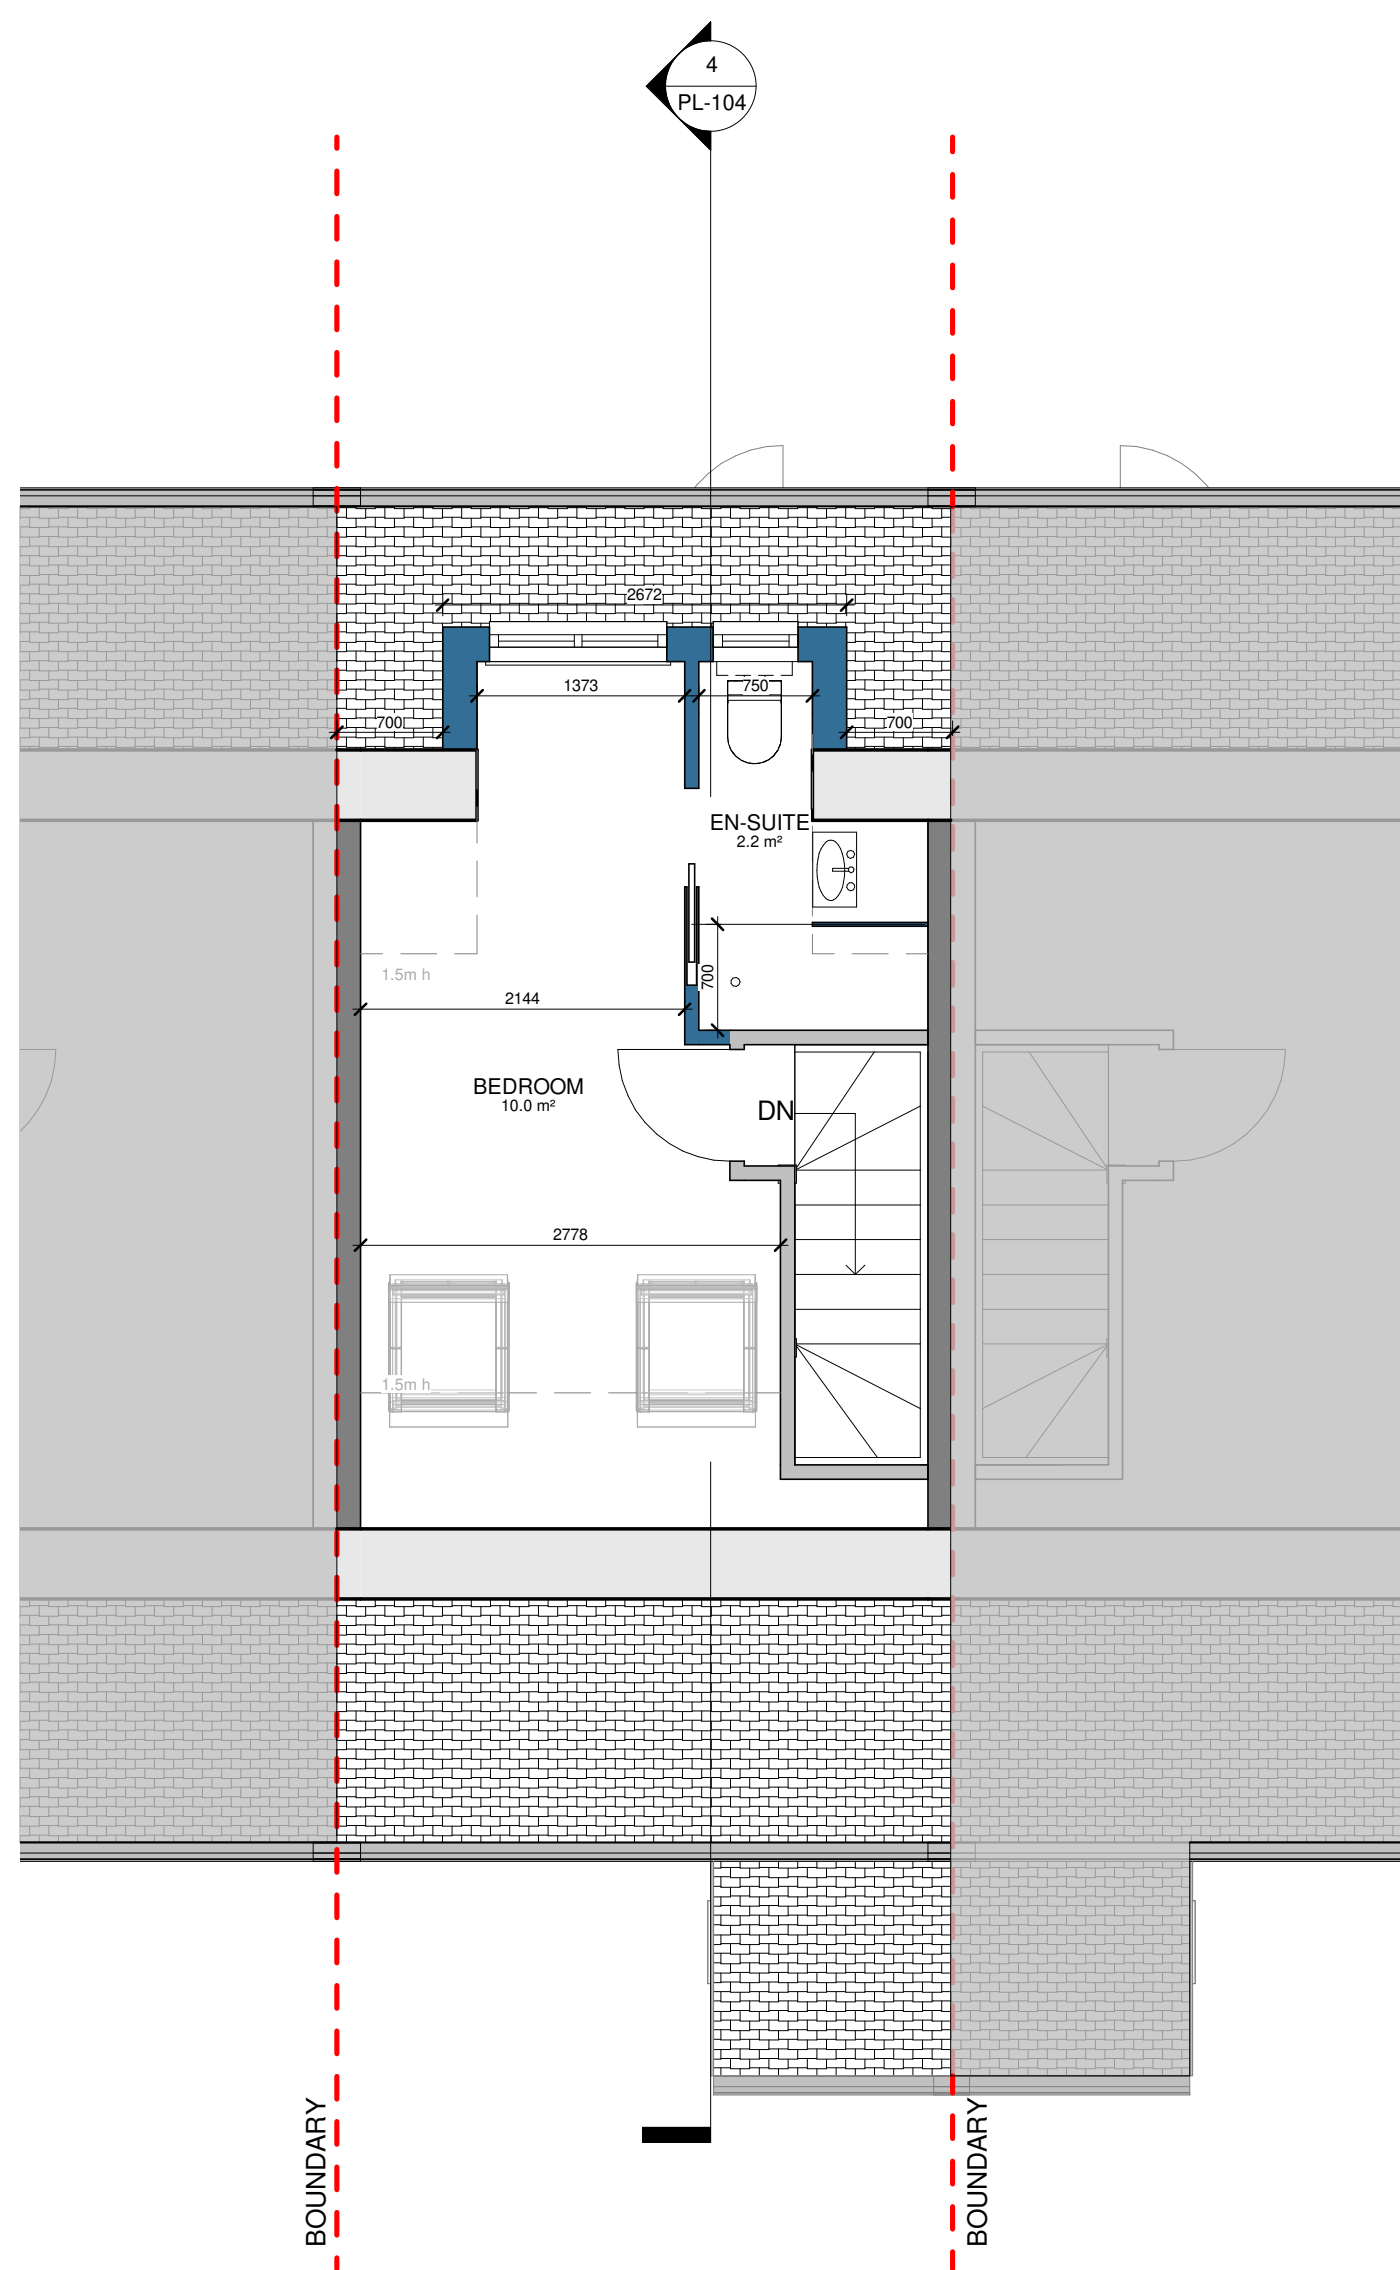 4
PL-104
2672
1373
750
700
700
EN-SUITE
2.2 m²
1.5m h
700
2144
BEDROOM
10.0 m²
DN
2778
1.5m h
BOUNDARY
BOUNDARY